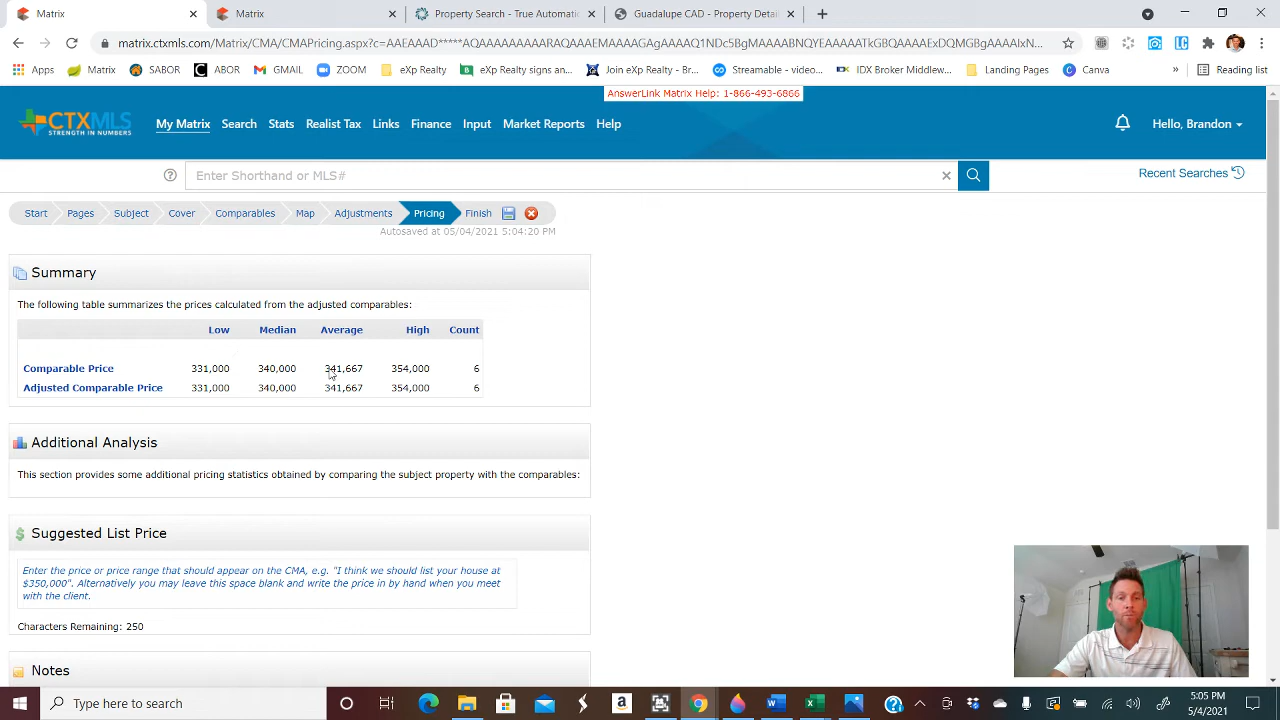 Matrix
Matrix
Property Search - True Automatic
Guadalupe CAD - Property Detail
matrix.ctxmls.com/Matrix/CMA/CMAPricing.aspx?c=
Apps
Matrix
SABOR
ABOR
GMAIL
ZOOM
eXp Realty
eXp Realty signs an...
Join eXp Realty - Br...
Streamable - video...
IDX Broker Middlew...
Landing Pages
Canva
»
Reading list
AnswerLink Matrix Help: 1-866-493-6866
CTXMLS
STRENGTH IN NUMBERS
My Matrix
Search
Stats
Realist Tax
Links
Finance
Input
Market Reports
Help
Hello, Brandon
Enter Shorthand or MLS#
Recent Searches
Start
Pages
Subject
Cover
Comparables
Map
Adjustments
Pricing
Finish
Autosaved at 05/04/2021 5:04:20 PM
Summary
The following table summarizes the prices calculated from the adjusted comparables:
Low Median Average High Count
Comparable Price 331,000 340,000 341,667 354,000 6
Adjusted Comparable Price 331,000 340,000 341,667 354,000 6
Additional Analysis
This section provides some additional pricing statistics obtained by comparing the subject property with the comparables:
Suggested List Price
Enter the price or price range that should appear on the CMA, e.g. "I think we should list your house at
$350,000". Alternatively you may leave this space blank and write the price in by hand when you meet
with the client.
Characters Remaining: 250
Notes
Type here to search
5:05 PM
5/4/2021